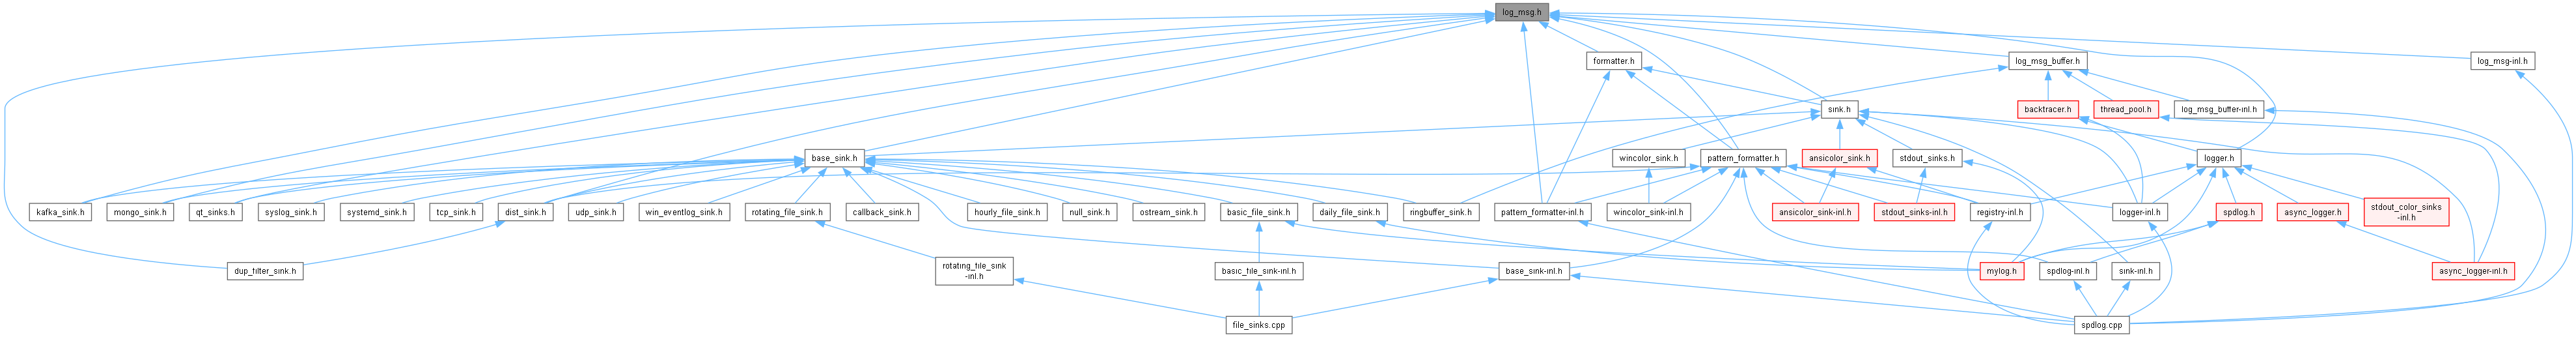 log_msg.h
formatter.h
log_msg_buffer.h
log_msg-inl.h
sink.h
backtracer.h
thread_pool.h
log_msg_buffer-inl.h
base_sink.h
wincolor_sink.h
pattern_formatter.h
ansicolor_sink.h
stdout_sinks.h
logger.h
kafka_sink.h
mongo_sink.h
qt_sinks.h
syslog_sink.h
systemd_sink.h
tcp_sink.h
dist_sink.h
udp_sink.h
win_eventlog_sink.h
rotating_file_sink.h
callback_sink.h
hourly_file_sink.h
null_sink.h
ostream_sink.h
basic_file_sink.h
daily_file_sink.h
ringbuffer_sink.h
pattern_formatter-inl.h
wincolor_sink-inl.h
ansicolor_sink-inl.h
stdout_sinks-inl.h
registry-inl.h
logger-inl.h
spdlog.h
async_logger.h
stdout_color_sinks
-inl.h
dup_filter_sink.h
rotating_file_sink
-inl.h
basic_file_sink-inl.h
base_sink-inl.h
mylog.h
spdlog-inl.h
sink-inl.h
async_logger-inl.h
file_sinks.cpp
spdlog.cpp